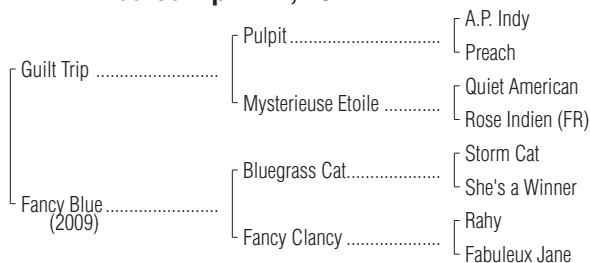 A.P. Indy
Pulpit..............................
Preach
Guilt Trip ........................
Quiet American
Mysterieuse Etoile ...........
Rose Indien (FR)
Storm Cat
Bluegrass Cat...................
She's a Winner
Fancy Blue ......................
(2009)
Rahy
Fancy Clancy ...................
Fabuleux Jane